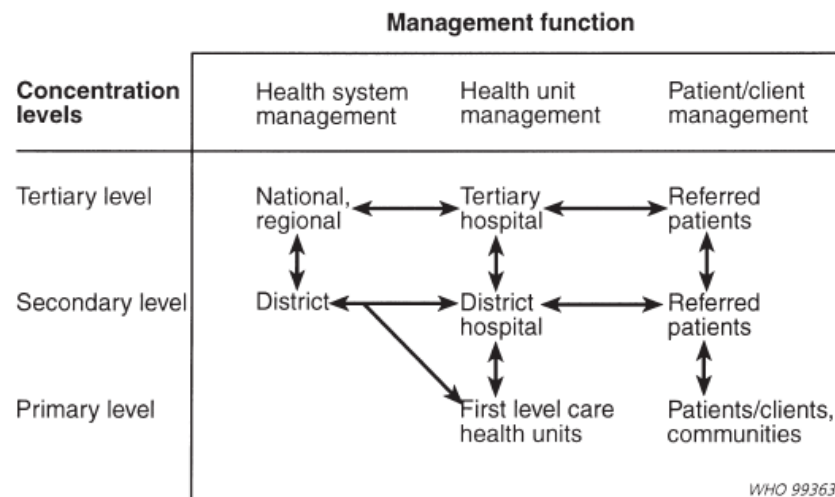 Management function
Concentration levels
Health system management
Health unit management
Patient/client management
Tertiary level
National, regional
Tertiary hospital
Referred patients
Secondary level
District
District hospital
Referred patients
Primary level
First level care health units
Patients/clients, communities
WHO 99363